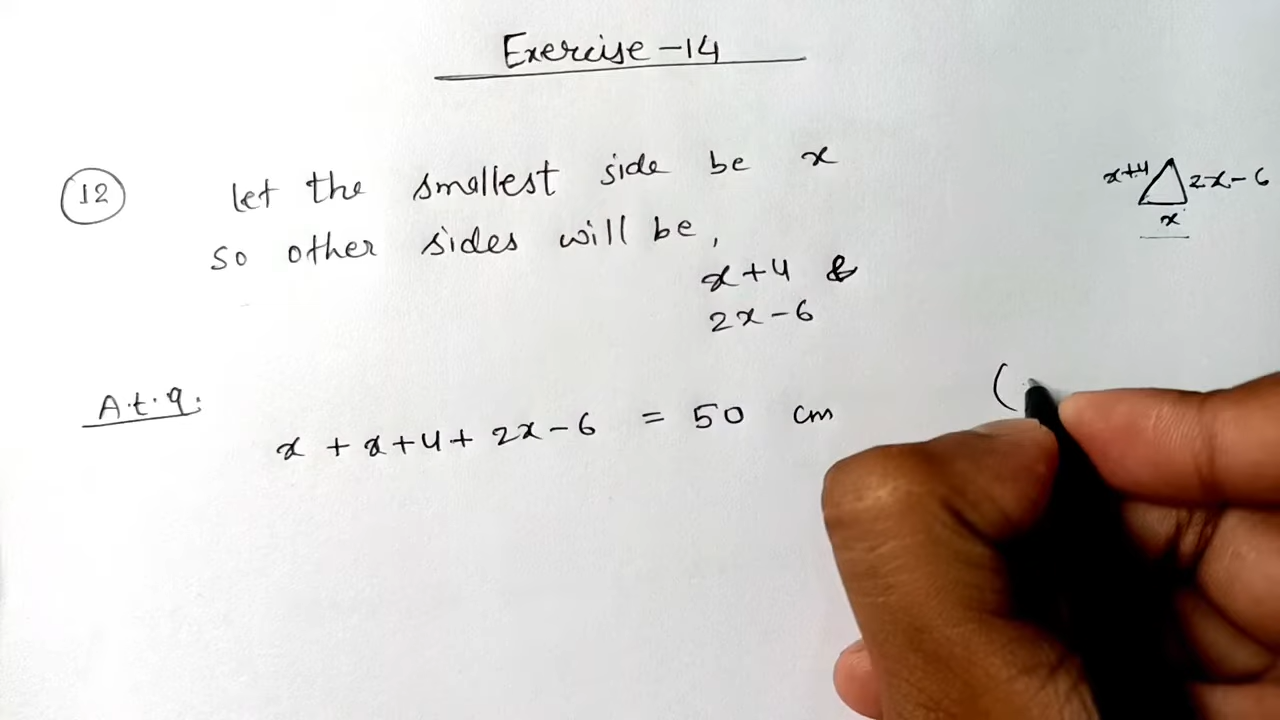 Exercise-14
12 let the smallest side be x
so other sides will be,
x+4 &
2x-6
x+4 2x-6
x
A.t.q.
x + x+4 + 2x-6 = 50 cm
(